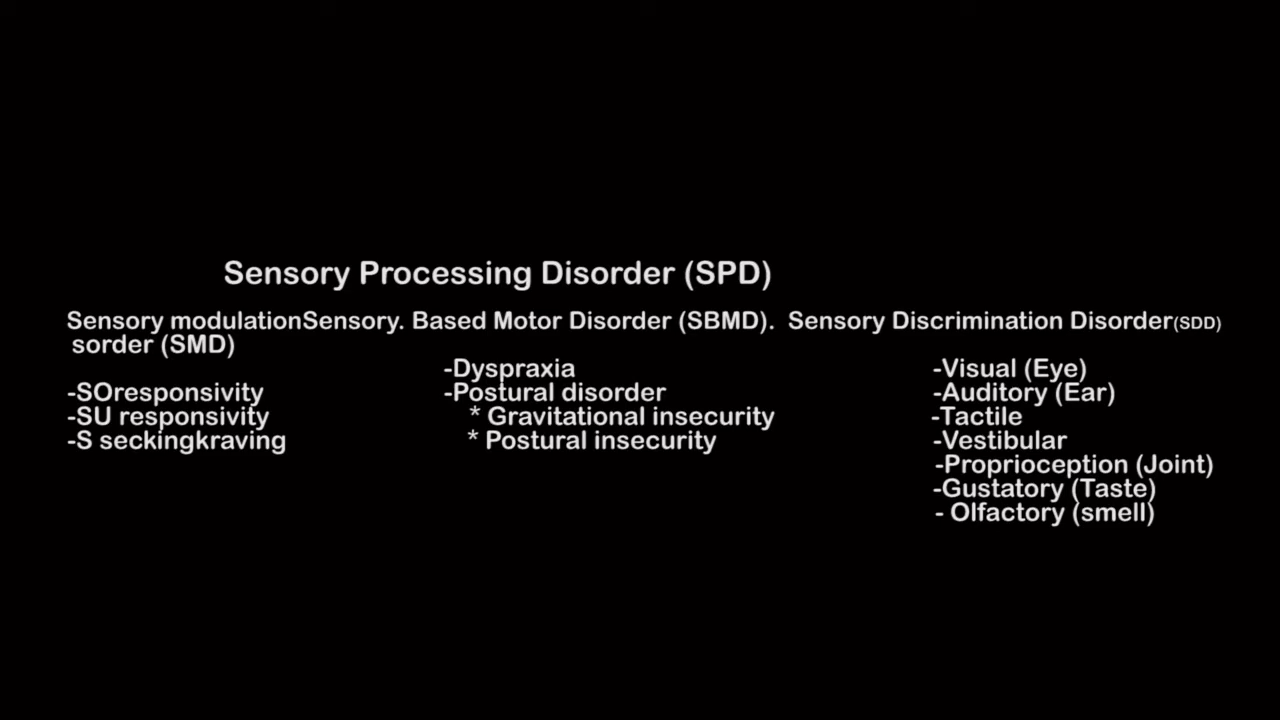 Sensory Processing Disorder (SPD)
Sensory modulationSensory. Based Motor Disorder (SBMD). Sensory Discrimination Disorder(SDD)
sorder (SMD)
-SOresponsivity
-SU responsivity
-S seckingkraving
-Dyspraxia
-Postural disorder
* Gravitational insecurity
* Postural insecurity
-Visual (Eye)
-Auditory (Ear)
-Tactile
-Vestibular
-Proprioception (Joint)
-Gustatory (Taste)
- Olfactory (smell)